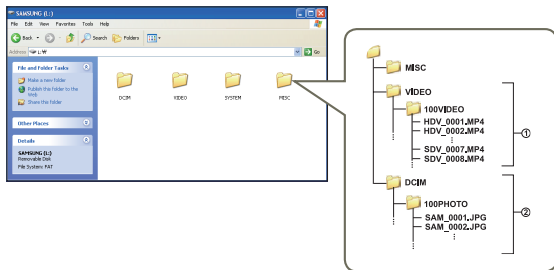 SAMSUNG (L:)
File Edit View Favorites Tools Help
Back Search Folders
Address L:₩ Go
File and Folder Tasks
Make a new folder
Publish this folder to the
Web
Share this folder
Other Places
Details
SAMSUNG (L:)
Removable Disk
File System: FAT
DCIM VIDEO SYSTEM MISC
MISC
VIDEO
100VIDEO
HDV_0001.MP4
HDV_0002.MP4
SDV_0007.MP4
SDV_0008.MP4
①
DCIM
100PHOTO
SAM_0001.JPG
SAM_0002.JPG
②